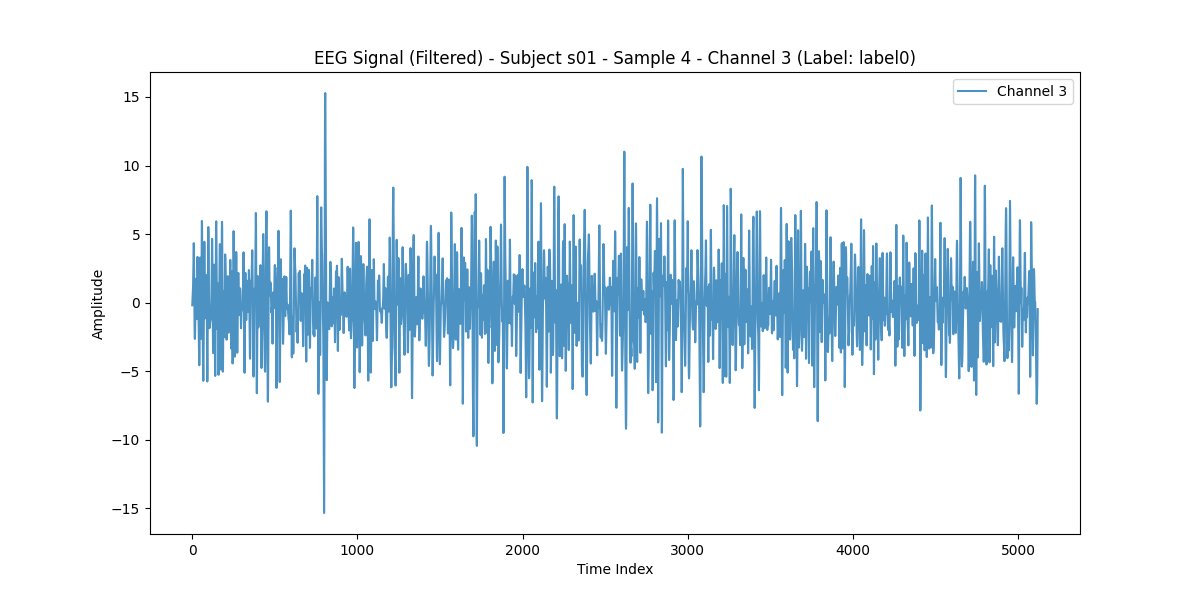 EEG Signal (Filtered) - Subject s01 - Sample 4 - Channel 3 (Label: label0)
Channel 3
15
10
5
0
−5
−10
−15
Amplitude
0 1000 2000 3000 4000 5000
Time Index